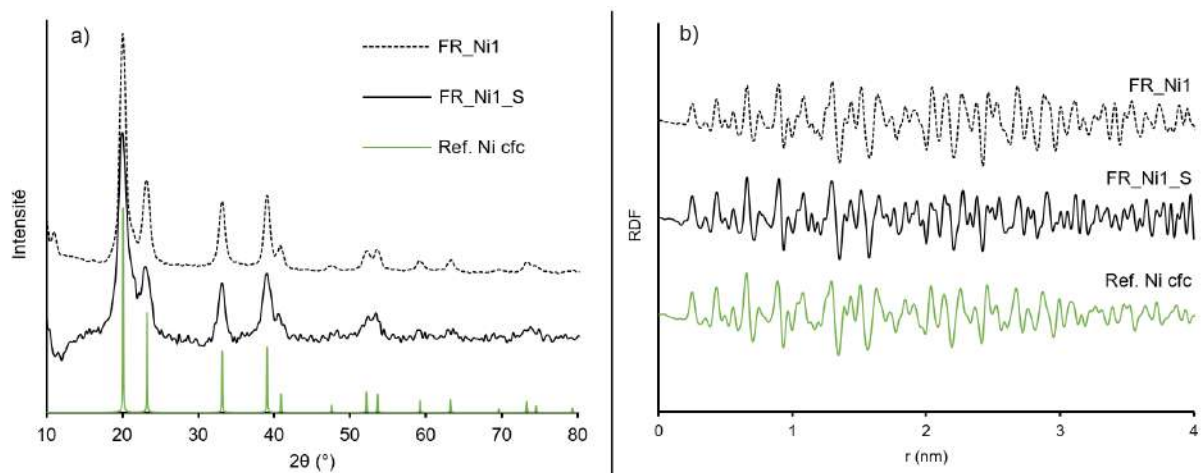 a)
FR_Ni1
FR_Ni1_S
Ref. Ni cfc
Intensité
10 20 30 40 50 60 70 80
2θ (°)
b)
FR_Ni1
FR_Ni1_S
Ref. Ni cfc
RDF
0 1 2 3 4
r (nm)